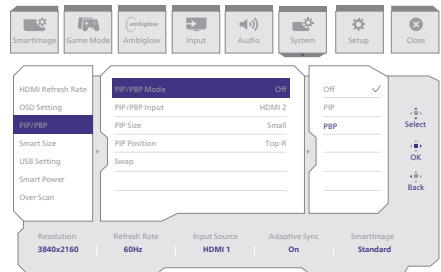 ambiglow
SmartImage Game Mode Ambiglow Input Audio System Setup Close
HDMI Refresh Rate
OSD Setting
PIP/PBP
Smart Size
USB Setting
Smart Power
Over Scan
PIP/PBP Mode Off
PIP/PBP Input HDMI 2
PIP Size Small
PIP Position Top-R
Swap
Off
PIP
PBP
Select
OK
Back
Resolution Refresh Rate Input Source Adaptive Sync SmartImage
3840x2160 60Hz HDMI 1 On Standard